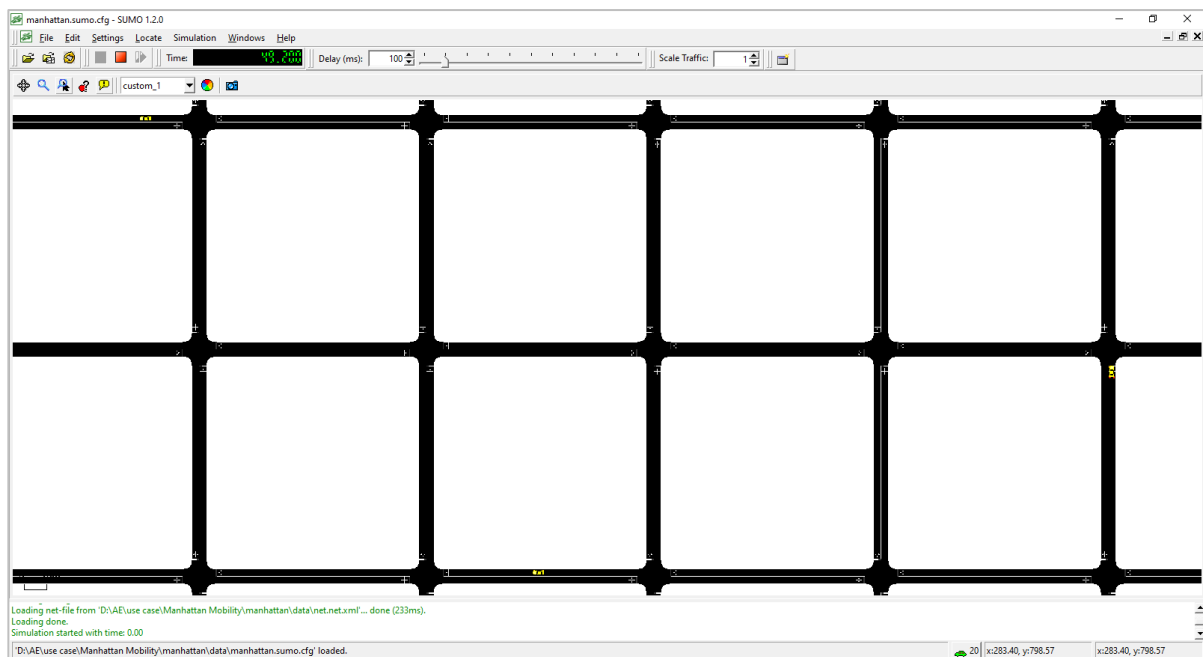 manhattan.sumo.cfg - SUMO 1.2.0
File Edit Settings Locate Simulation Windows Help
Time: 49.200 Delay (ms): 100 Scale Traffic: 1
custom_1
Loading net-file from 'D:\AE\use case\Manhattan Mobility\manhattan\data\net.net.xml'... done (233ms).
Loading done.
Simulation started with time: 0.00
'D:\AE\use case\Manhattan Mobility\manhattan\data\manhattan.sumo.cfg' loaded. 20 x:283.40, y:798.57 x:283.40, y:798.57